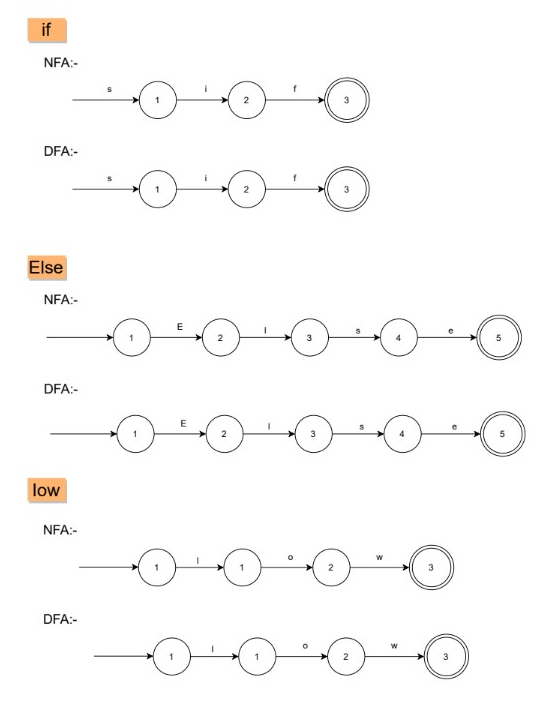 if
NFA:-
s i f
1 2 3
DFA:-
s i f
1 2 3
Else
NFA:-
E l s e
1 2 3 4 5
DFA:-
E l s e
1 2 3 4 5
low
NFA:-
l o w
1 1 2 3
DFA:-
l o w
1 1 2 3